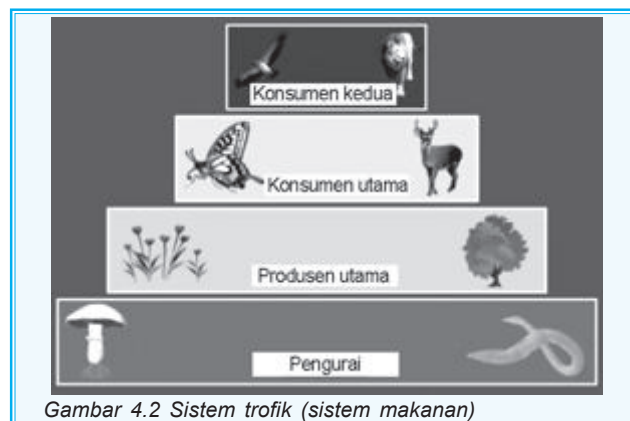 Konsumen kedua
Konsumen utama
Produsen utama
Pengurai
Gambar 4.2 Sistem trofik (sistem makanan)